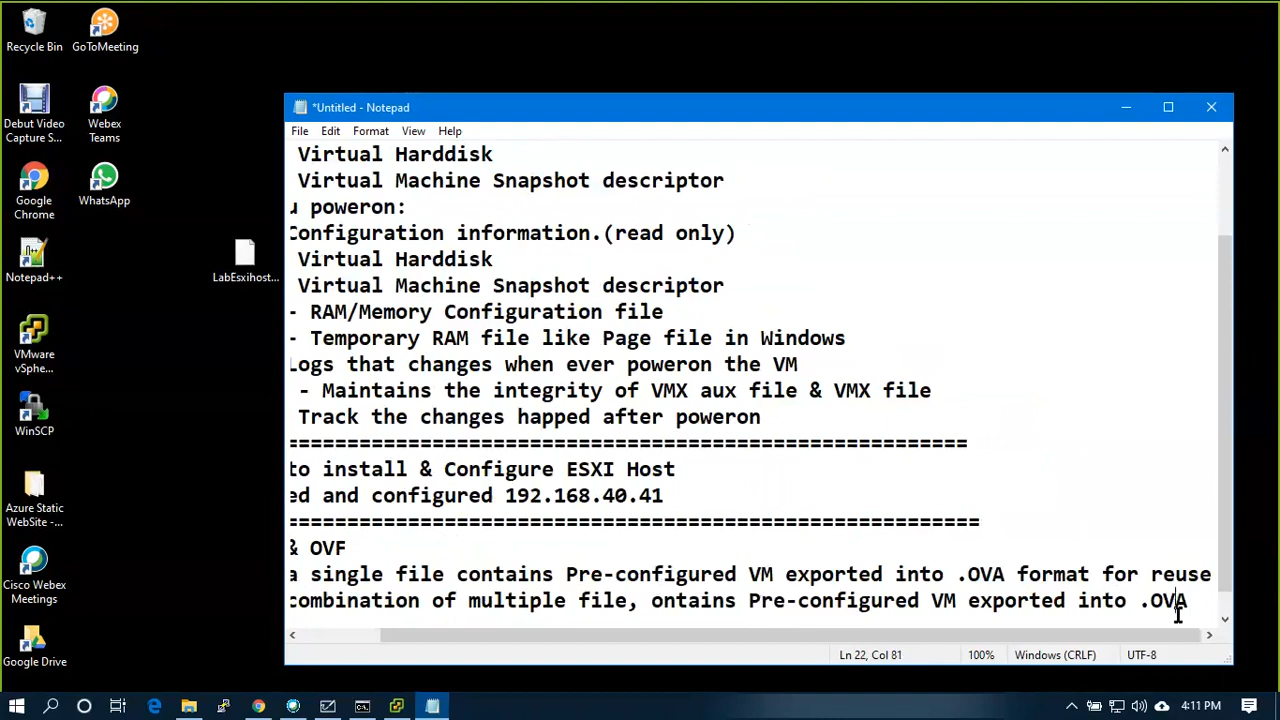 Recycle Bin
GoToMeeting
Debut Video
Capture S...
Webex
Teams
Google
Chrome
WhatsApp
Notepad++
LabEsxihost...
VMware
vSphe...
WinSCP
Azure Static
WebSite -...
Cisco Webex
Meetings
Google Drive
*Untitled - Notepad
File Edit Format View Help
Virtual Harddisk
Virtual Machine Snapshot descriptor
u poweron:
Configuration information.(read only)
Virtual Harddisk
Virtual Machine Snapshot descriptor
- RAM/Memory Configuration file
- Temporary RAM file like Page file in Windows
Logs that changes when ever poweron the VM
- Maintains the integrity of VMX aux file & VMX file
Track the changes happed after poweron
========================================================
to install & Configure ESXI Host
ed and configured 192.168.40.41
=========================================================
& OVF
a single file contains Pre-configured VM exported into .OVA format for reuse
combination of multiple file, ontains Pre-configured VM exported into .OVA
Ln 22, Col 81 100% Windows (CRLF) UTF-8
4:11 PM